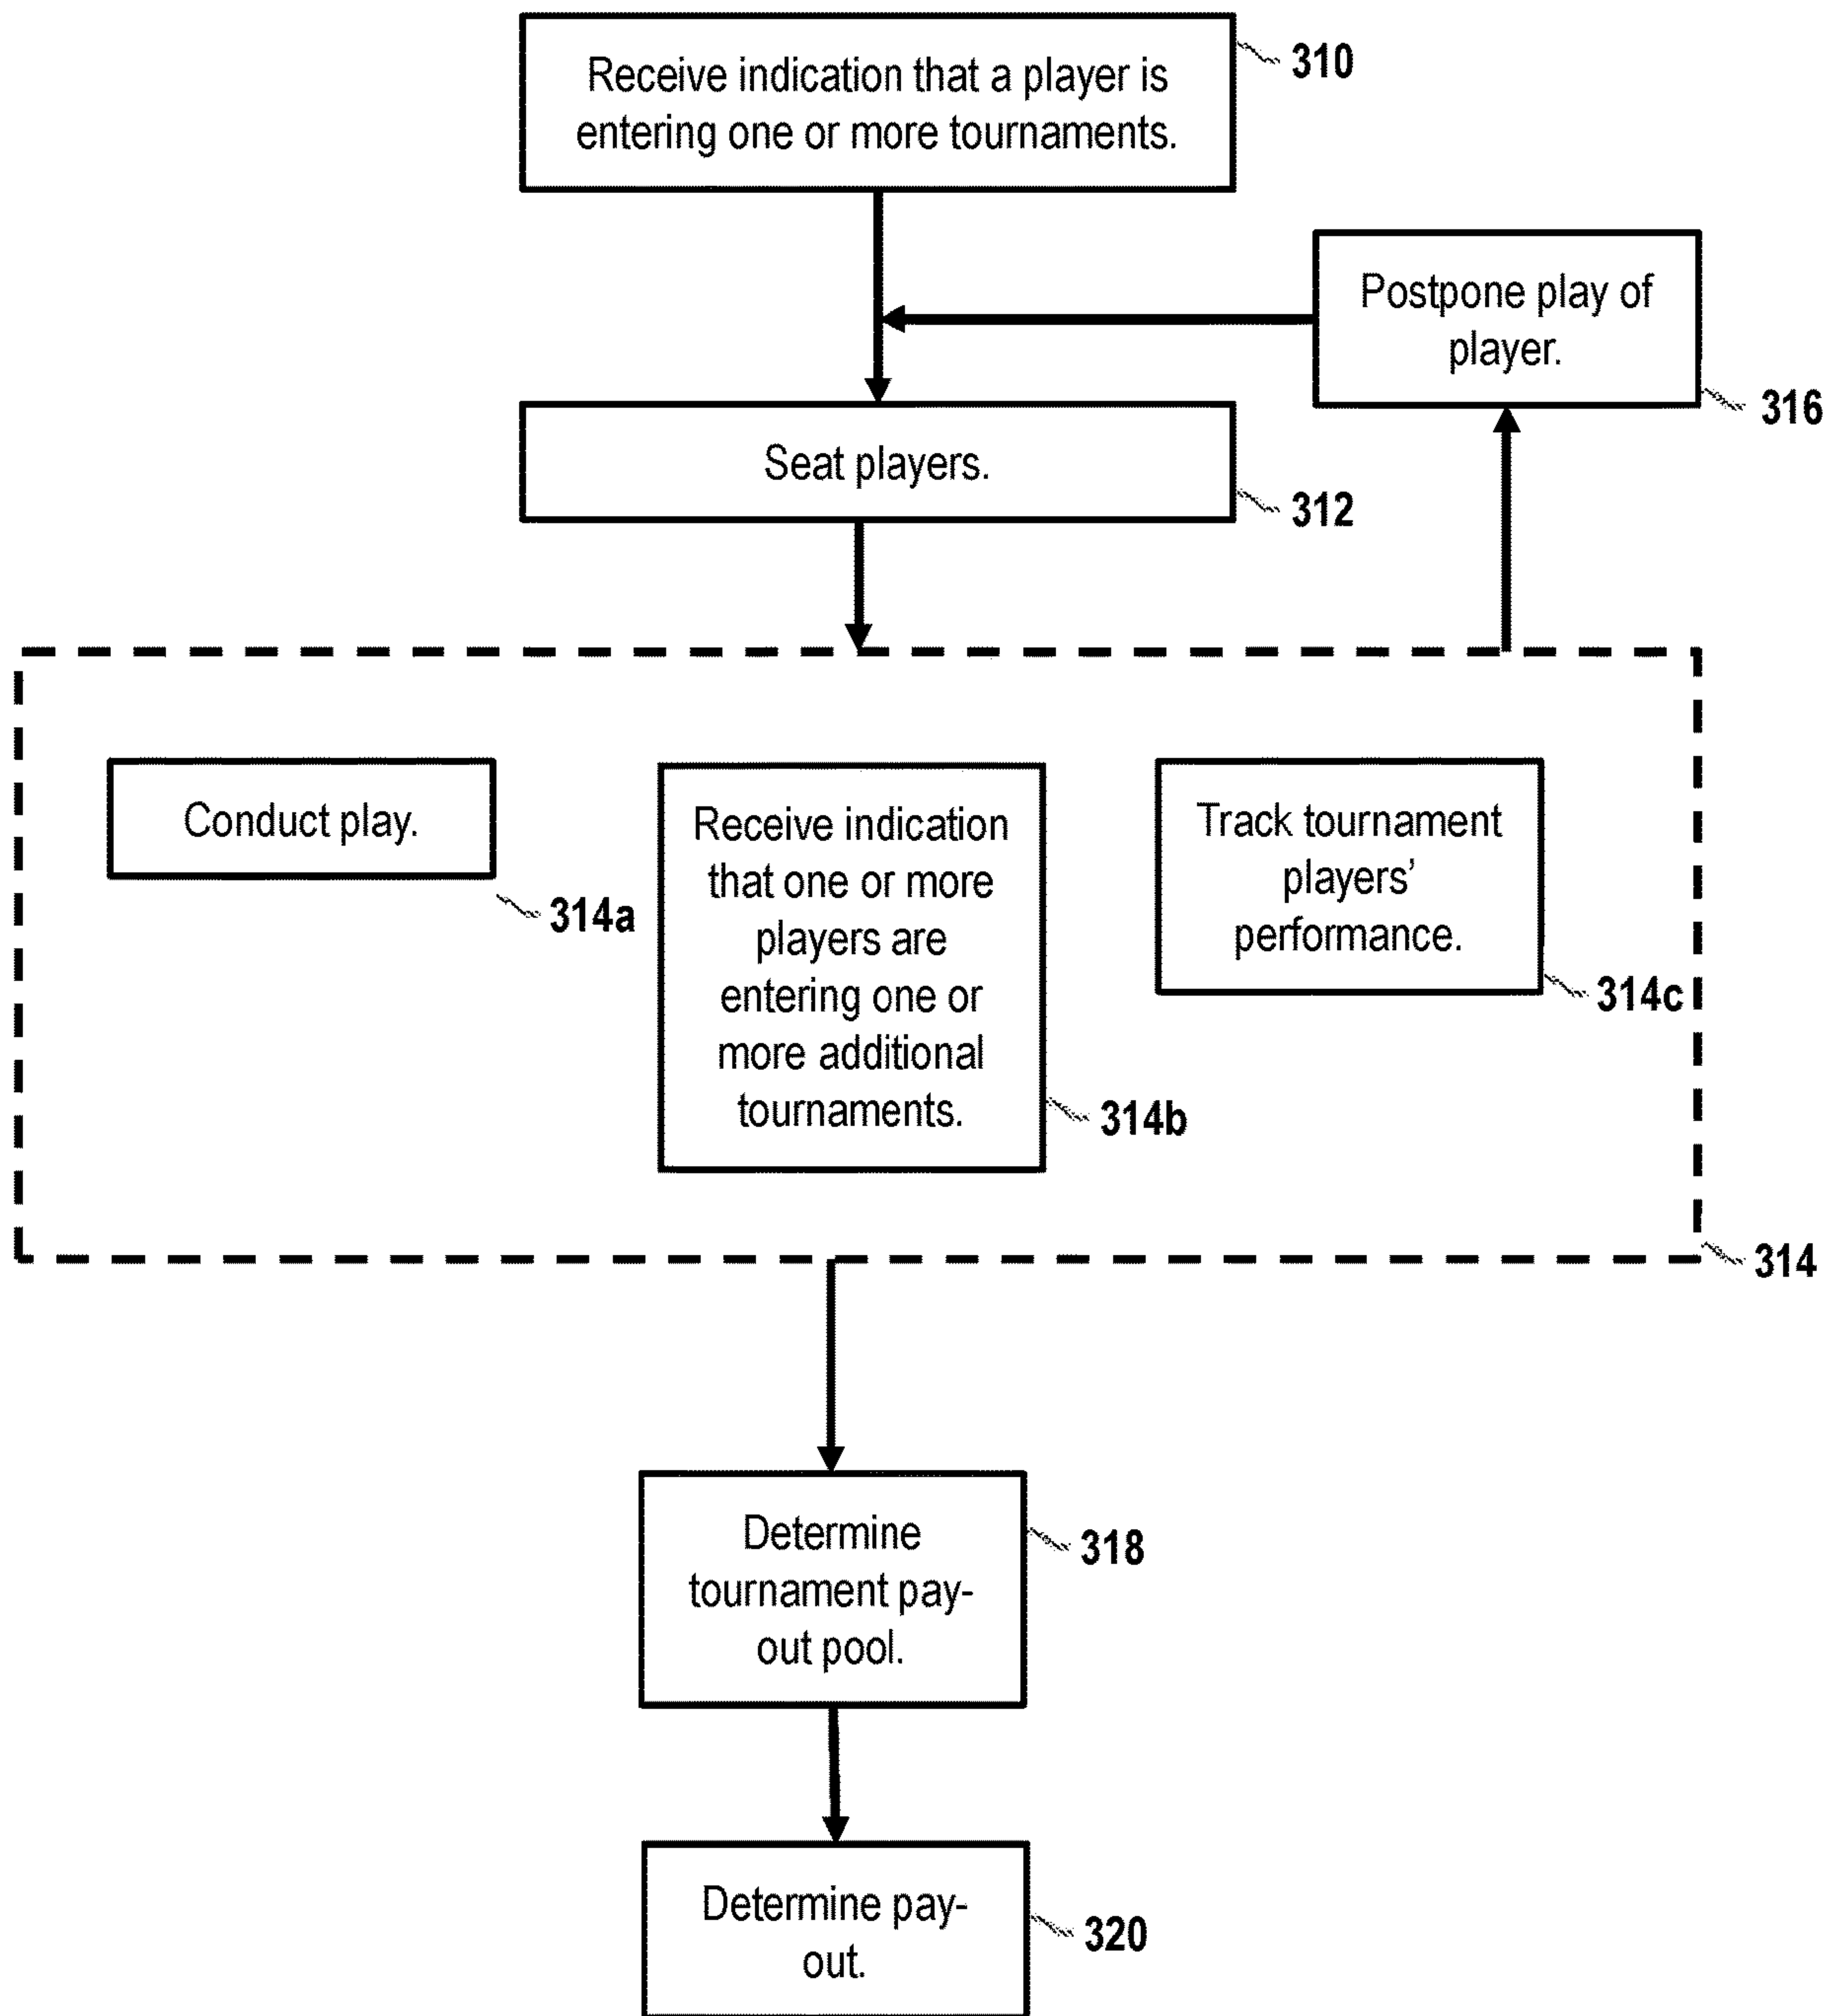 Receive indication that a player is
entering one or more tournaments.
310
Postpone play of
player.
316
Seat players.
312
Conduct play.
314a
Receive indication
that one or more
players are
entering one or
more additional
tournaments.
314b
Track tournament
players’
performance.
314c
314
Determine
tournament pay-
out pool.
318
Determine pay-
out.
320